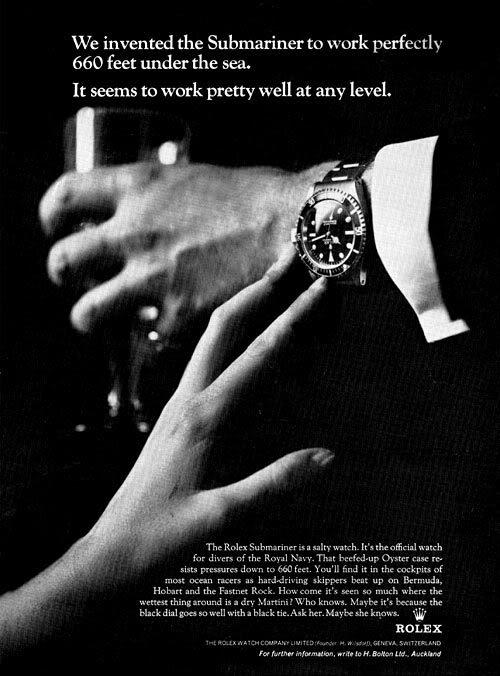 We invented the Submariner to work perfectly
660 feet under the sea.
It seems to work pretty well at any level.
The Rolex Submariner is a salty watch. It's the official watch
for divers of the Royal Navy. That beefed-up Oyster case re-
sists pressures down to 660 feet. You'll find it in the cockpits of
most ocean racers as hard-driving skippers beat up on Bermuda,
Hobart and the Fastnet Rock. How come it's seen so much where the
wettest thing around is a dry Martini? Who knows. Maybe it's because the
black dial goes so well with a black tie. Ask her. Maybe she knows.
ROLEX
THE ROLEX WATCH COMPANY LIMITED (Founder: H. Wilsdorf), GENEVA, SWITZERLAND
For further information, write to H. Bolton Ltd., Auckland